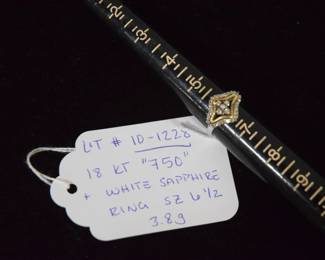 LOT # 10-1228
18 KT "750"
+ WHITE SAPPHIRE
RING SZ 6 1/2
3.8g